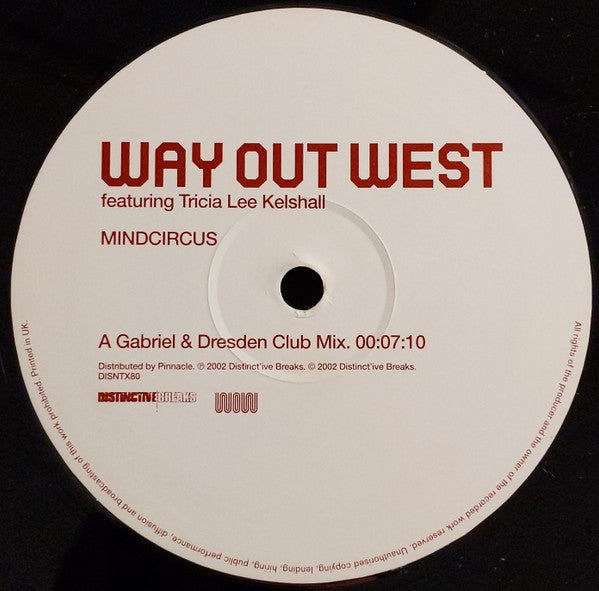 WAY OUT WEST
featuring Tricia Lee Kelshall
MINDCIRCUS
A Gabriel & Dresden Club Mix. 00:07:10
Distributed by Pinnacle. ℗ 2002 Distinct'ive Breaks. © 2002 Distinct'ive Breaks.
DISNTX80
DISTINCTIVE BREAKS WOW
All rights of the producer and the owner of the recorded work reserved. Unauthorised copying, lending, hiring, public performance, diffusion and broadcasting of this work prohibited. Printed in UK.